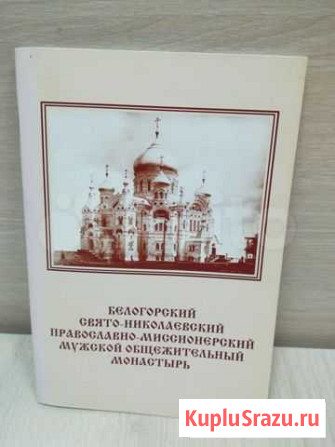 БЕЛОГОРСКИЙ
СВЯТО-НИКОЛАЕВСКИЙ
ПРАВОСЛАВНО-МИССИОНЕРСКИЙ
МУЖСКОЙ ОБЩЕЖИТЕЛЬНЫЙ
МОНАСТЫРЬ
KupluSrazu.ru